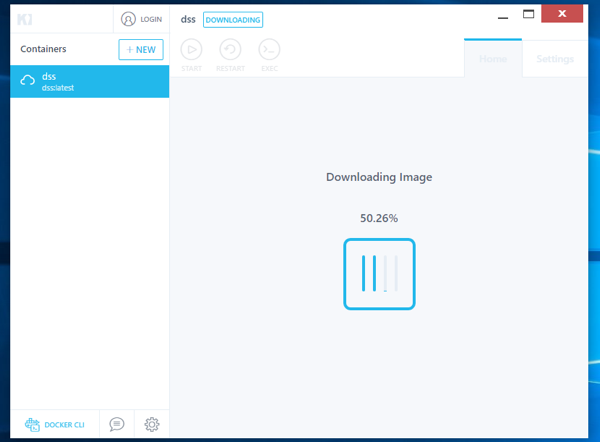 LOGIN
dss DOWNLOADING
Containers
+ NEW
dss
dss:latest
START RESTART EXEC
Home Settings
Downloading Image
50.26%
DOCKER CLI